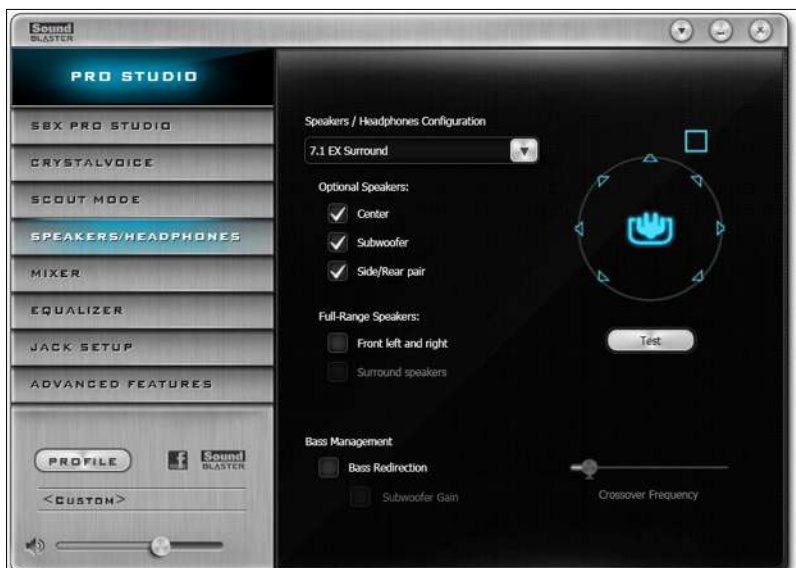 Sound
BLASTER
PRO STUDIO
SBX PRO STUDIO
CRYSTALVOICE
SCOUT MODE
SPEAKERS/HEADPHONES
MIXER
EQUALIZER
JACK SETUP
ADVANCED FEATURES
PROFILE
f
Sound
BLASTER
<CUSTOM>
Speakers / Headphones Configuration
7.1 EX Surround
Optional Speakers:
Center
Subwoofer
Side/Rear pair
Full-Range Speakers:
Front left and right
Surround speakers
Test
Bass Management
Bass Redirection
Subwoofer Gain
Crossover Frequency